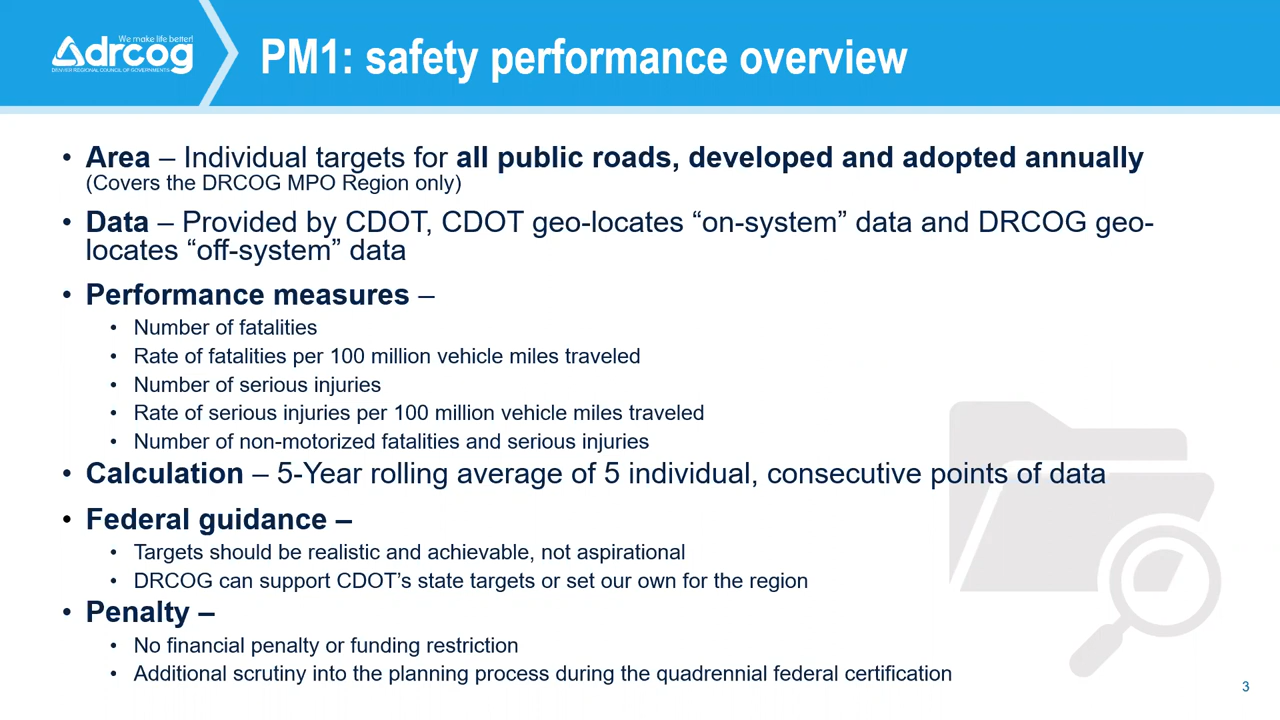 We make life better!
drcog
DENVER REGIONAL COUNCIL OF GOVERNMENTS
PM1: safety performance overview
• Area – Individual targets for all public roads, developed and adopted annually
(Covers the DRCOG MPO Region only)
• Data – Provided by CDOT, CDOT geo-locates “on-system” data and DRCOG geo-
locates “off-system” data
• Performance measures –
• Number of fatalities
• Rate of fatalities per 100 million vehicle miles traveled
• Number of serious injuries
• Rate of serious injuries per 100 million vehicle miles traveled
• Number of non-motorized fatalities and serious injuries
• Calculation – 5-Year rolling average of 5 individual, consecutive points of data
• Federal guidance –
• Targets should be realistic and achievable, not aspirational
• DRCOG can support CDOT’s state targets or set our own for the region
• Penalty –
• No financial penalty or funding restriction
• Additional scrutiny into the planning process during the quadrennial federal certification
3